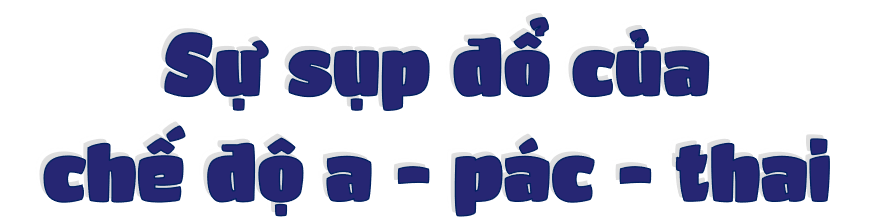 Sự sụp đổ của
chế độ a - pác - thai